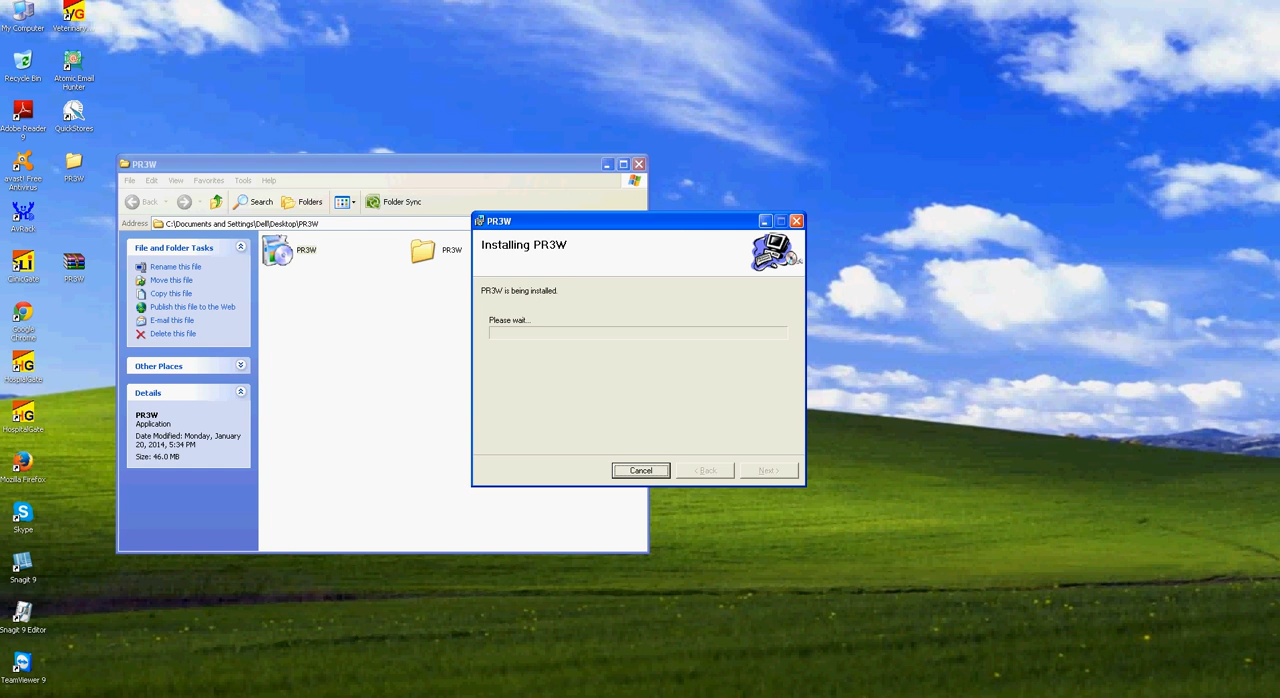 My Computer
Veterinary...
Recycle Bin
Atomic Email
Hunter
Adobe Reader
9
QuickStores
avast! Free
Antivirus
PR3W
AvRack
ClinicGate
PR3W
Google
Chrome
HospitalGate
HospitalGate
Mozilla Firefox
Skype
Snagit 9
Snagit 9 Editor
TeamViewer 9
PR3W
File Edit View Favorites Tools Help
Back Search Folders Folder Sync
Address C:\Documents and Settings\Dell\Desktop\PR3W
File and Folder Tasks
Rename this file
Move this file
Copy this file
Publish this file to the Web
E-mail this file
Delete this file
Other Places
Details
PR3W
Application
Date Modified: Monday, January
20, 2014, 5:34 PM
Size: 46.0 MB
PR3W
PR3W
PR3W
Installing PR3W
PR3W is being installed.
Please wait...
Cancel < Back Next >